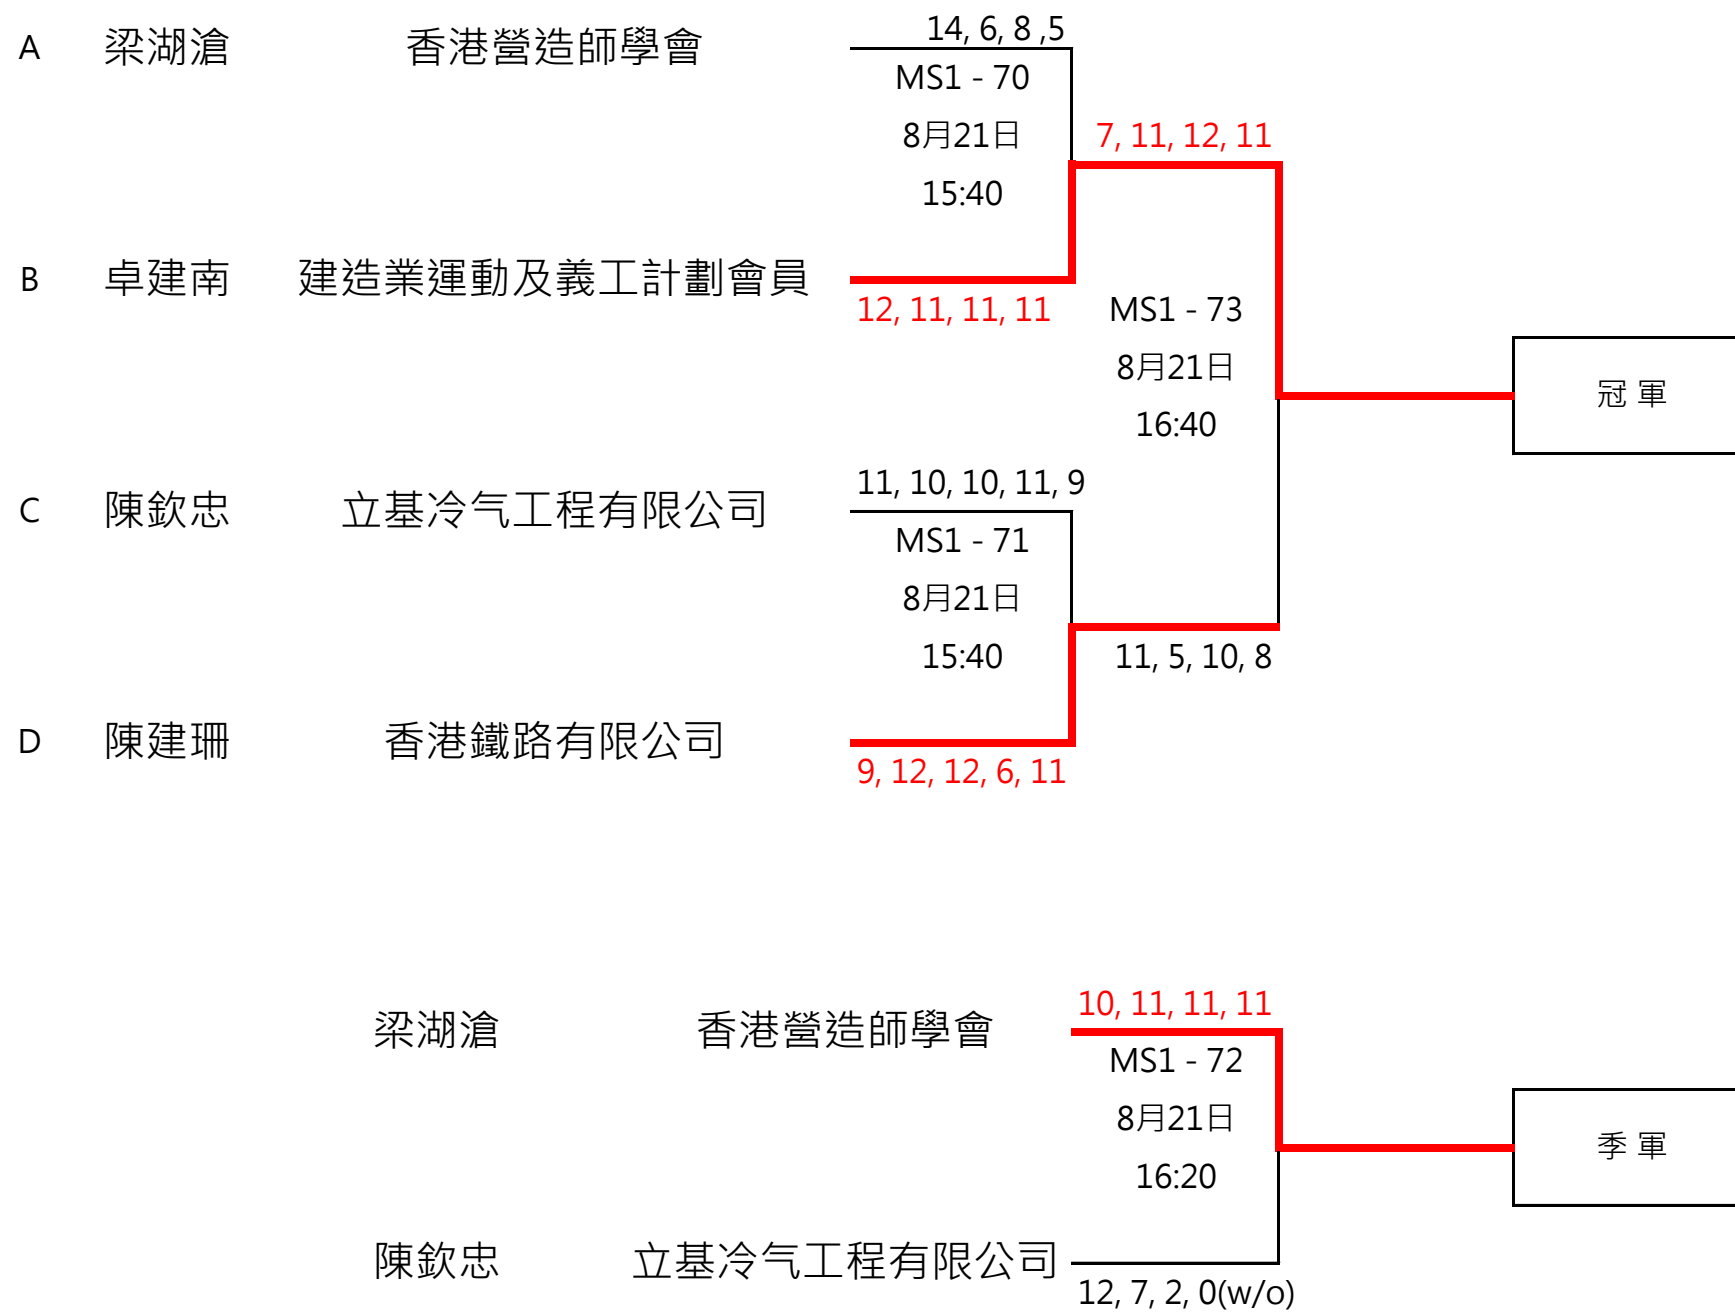 14, 6, 8 ,5
A 梁湖滄 香港營造師學會
MS1 - 70
8月21日
7, 11, 12, 11
15:40
B 卓建南 建造業運動及義工計劃會員
12, 11, 11, 11
MS1 - 73
8月21日
冠 軍
16:40
11, 10, 10, 11, 9
C 陳欽忠 立基冷气工程有限公司
MS1 - 71
8月21日
15:40
11, 5, 10, 8
D 陳建珊 香港鐵路有限公司
9, 12, 12, 6, 11
10, 11, 11, 11
梁湖滄 香港營造師學會
MS1 - 72
8月21日
季 軍
16:20
陳欽忠 立基冷气工程有限公司
12, 7, 2, 0(w/o)